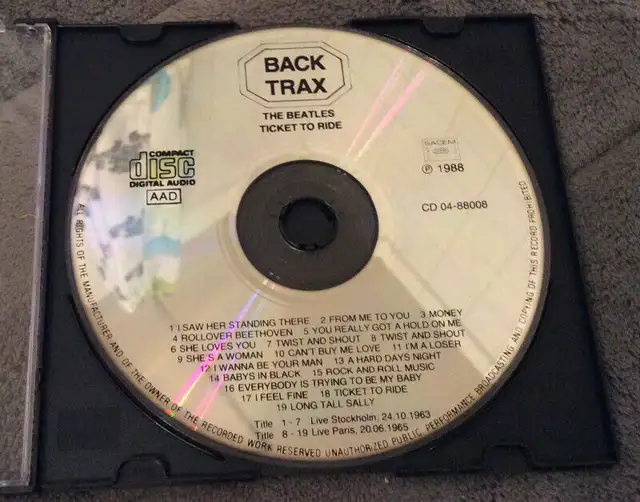 BACK
TRAX
THE BEATLES
TICKET TO RIDE
COMPACT
disc
DIGITAL AUDIO
AAD
SACEM
℗ 1988
CD 04-88008
1 I SAW HER STANDING THERE 2 FROM ME TO YOU 3 MONEY
4 ROLLOVER BEETHOVEN 5 YOU REALLY GOT A HOLD ON ME
6 SHE LOVES YOU 7 TWIST AND SHOUT 8 TWIST AND SHOUT
9 SHE'S A WOMAN 10 CAN'T BUY ME LOVE 11 I'M A LOSER
12 I WANNA BE YOUR MAN 13 A HARD DAYS NIGHT
14 BABYS IN BLACK 15 ROCK AND ROLL MUSIC
16 EVERYBODY IS TRYING TO BE MY BABY
17 I FEEL FINE 18 TICKET TO RIDE
19 LONG TALL SALLY
Title 1 - 7 Live Stockholm, 24.10.1963
Title 8 - 19 Live Paris, 20.06.1965
ALL RIGHTS OF THE MANUFACTURER AND OF THE OWNER OF THE RECORDED WORK RESERVED UNAUTHORIZED PUBLIC PERFORMANCE BROADCASTING AND COPYING OF THIS RECORD PROHIBITED